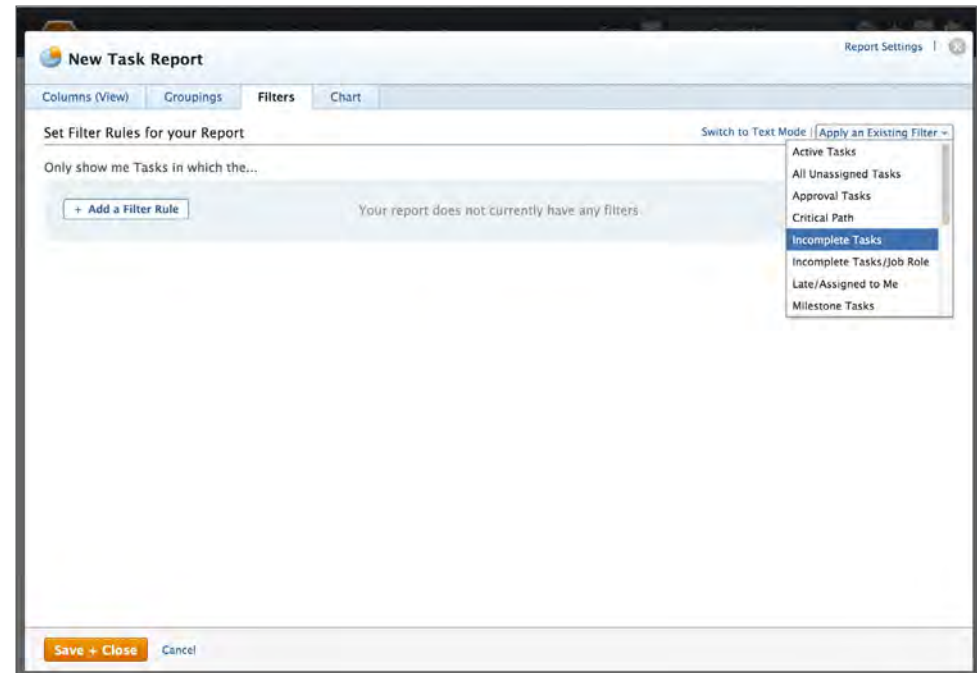 New Task Report
Report Settings |
Columns (View) Groupings Filters Chart
Set Filter Rules for your Report
Switch to Text Mode | Apply an Existing Filter
Only show me Tasks in which the...
+ Add a Filter Rule
Your report does not currently have any filters
Active Tasks
All Unassigned Tasks
Approval Tasks
Critical Path
Incomplete Tasks
Incomplete Tasks/Job Role
Late/Assigned to Me
Milestone Tasks
Save + Close Cancel